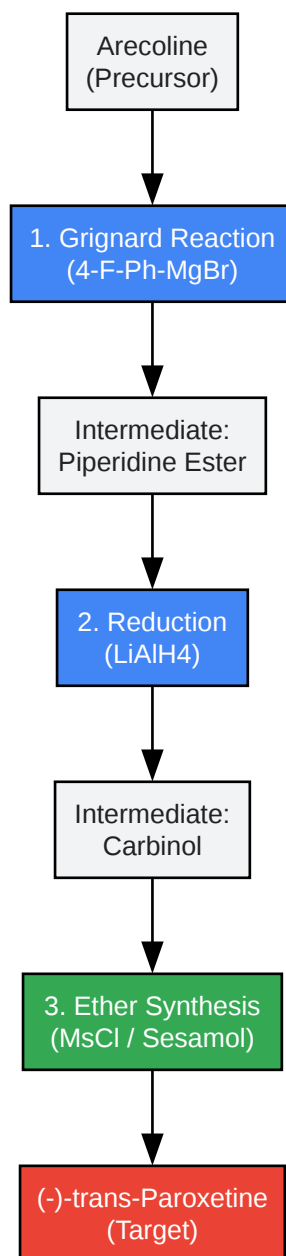 Arecoline
(Precursor)
1. Grignard Reaction
(4-F-Ph-MgBr)
Intermediate:
Piperidine Ester
2. Reduction
(LiAlH4)
Intermediate:
Carbinol
3. Ether Synthesis
(MsCl / Sesamol)
(-)-trans-Paroxetine
(Target)